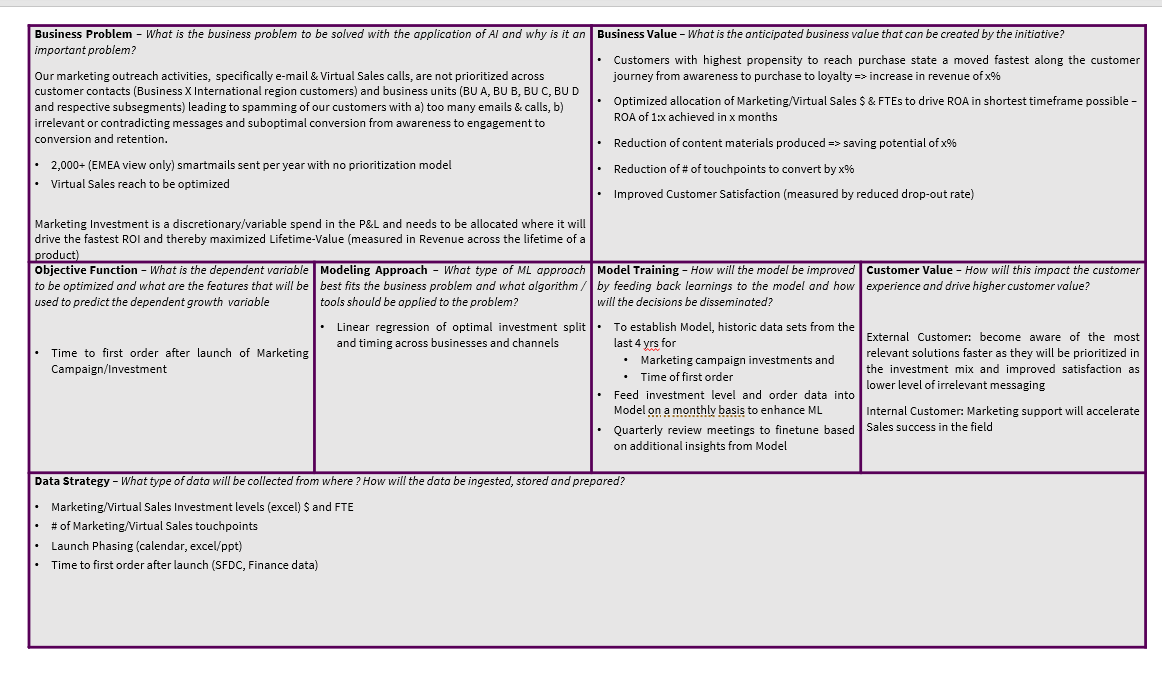 Business Problem – What is the business problem to be solved with the application of AI and why is it an
important problem?
Our marketing outreach activities, specifically e-mail & Virtual Sales calls, are not prioritized across
customer contacts (Business X International region customers) and business units (BU A, BU B, BU C, BU D
and respective subsegments) leading to spamming of our customers with a) too many emails & calls, b)
irrelevant or contradicting messages and suboptimal conversion from awareness to engagement to
conversion and retention.
• 2,000+ (EMEA view only) smartmails sent per year with no prioritization model
• Virtual Sales reach to be optimized
Marketing Investment is a discretionary/variable spend in the P&L and needs to be allocated where it will
drive the fastest ROI and thereby maximized Lifetime-Value (measured in Revenue across the lifetime of a
product)
Business Value – What is the anticipated business value that can be created by the initiative?
• Customers with highest propensity to reach purchase state a moved fastest along the customer
journey from awareness to purchase to loyalty => increase in revenue of x%
• Optimized allocation of Marketing/Virtual Sales $ & FTEs to drive ROA in shortest timeframe possible –
ROA of 1:x achieved in x months
• Reduction of content materials produced => saving potential of x%
• Reduction of # of touchpoints to convert by x%
• Improved Customer Satisfaction (measured by reduced drop-out rate)
Objective Function – What is the dependent variable
to be optimized and what are the features that will be
used to predict the dependent growth variable
• Time to first order after launch of Marketing
Campaign/Investment
Modeling Approach – What type of ML approach
best fits the business problem and what algorithm /
tools should be applied to the problem?
• Linear regression of optimal investment split
and timing across businesses and channels
Model Training – How will the model be improved
by feeding back learnings to the model and how
will the decisions be disseminated?
• To establish Model, historic data sets from the
last 4 yrs for
• Marketing campaign investments and
• Time of first order
• Feed investment level and order data into
Model on a monthly basis to enhance ML
• Quarterly review meetings to finetune based
on additional insights from Model
Customer Value – How will this impact the customer
experience and drive higher customer value?
External Customer: become aware of the most
relevant solutions faster as they will be prioritized in
the investment mix and improved satisfaction as
lower level of irrelevant messaging
Internal Customer: Marketing support will accelerate
Sales success in the field
Data Strategy – What type of data will be collected from where ? How will the data be ingested, stored and prepared?
• Marketing/Virtual Sales Investment levels (excel) $ and FTE
• # of Marketing/Virtual Sales touchpoints
• Launch Phasing (calendar, excel/ppt)
• Time to first order after launch (SFDC, Finance data)